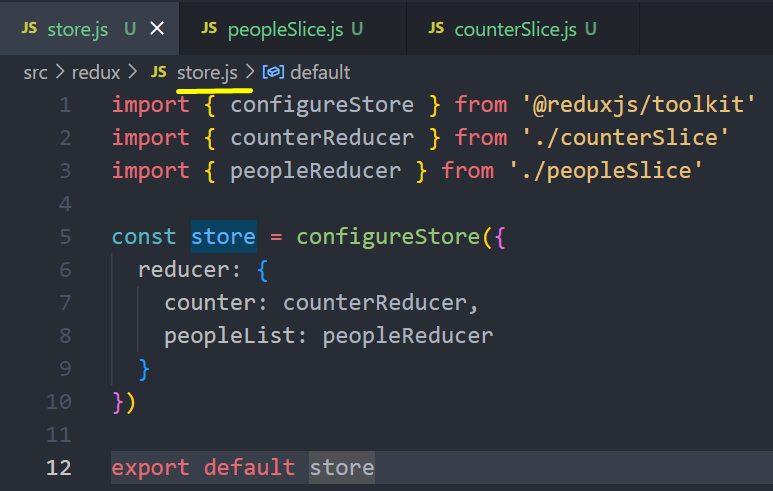 JS store.js U × JS peopleSlice.js U JS counterSlice.js U
src > redux > JS store.js > default
1 import { configureStore } from '@reduxjs/toolkit'
2 import { counterReducer } from './counterSlice'
3 import { peopleReducer } from './peopleSlice'
4
5 const store = configureStore({
6   reducer: {
7     counter: counterReducer,
8     peopleList: peopleReducer
9   }
10 })
11
12 export default store